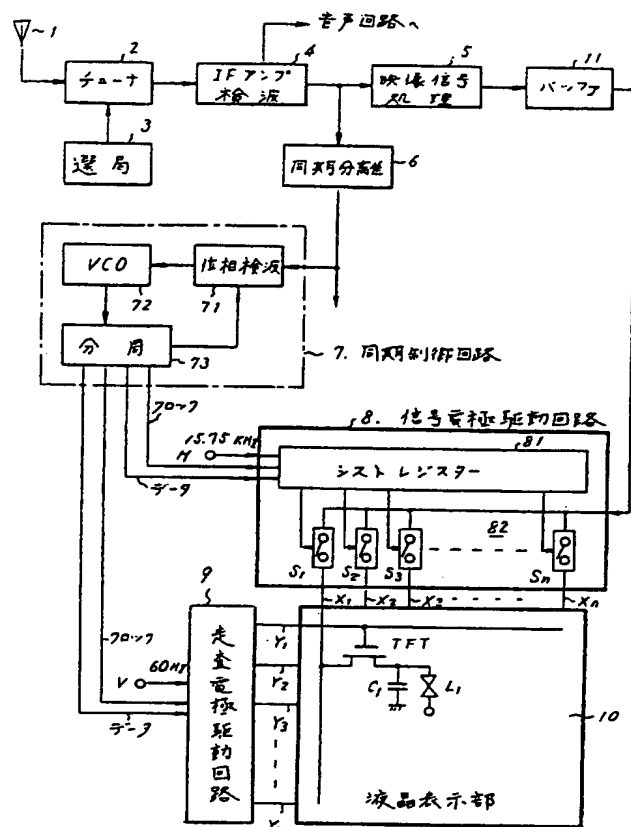 音声回路へ
1
2
4
5
11
チューナ
IFアンプ
検波
映像信号
処理
バッファ
3
選局
同期分離
6
VCO
位相検波
72
71
分周
73
7. 同期制御回路
クロック
8. 信号電極駆動回路
15.75 KHz
H
81
シフトレジスター
データ
82
S1 S2 S3 Sn
9
X1 X2 X3 Xn
クロック
走査電極駆動回路
Y1
TFT
60Hz
V
Y2
C1
L1
10
データ
Y3
液晶表示部